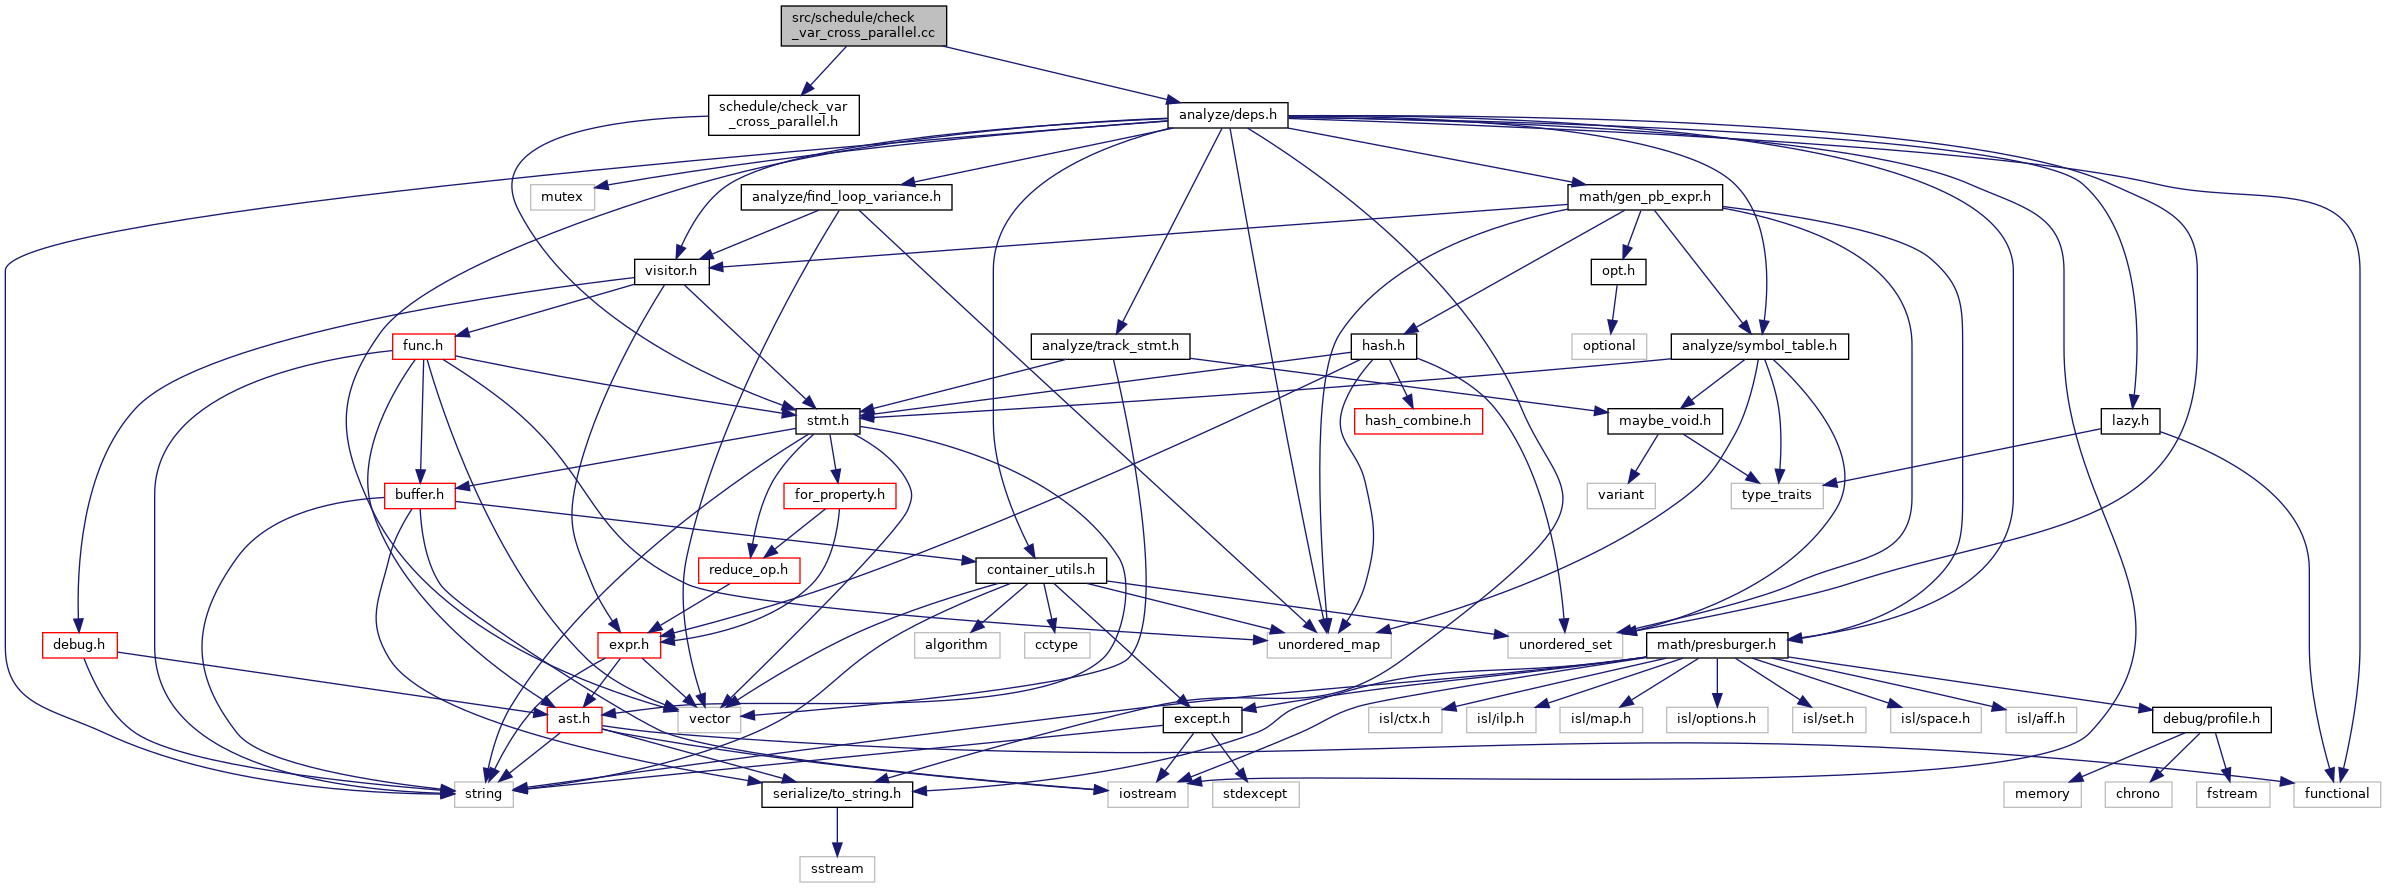 src/schedule/check
_var_cross_parallel.cc
schedule/check_var
_cross_parallel.h
analyze/deps.h
mutex
analyze/find_loop_variance.h
math/gen_pb_expr.h
visitor.h
opt.h
func.h
analyze/track_stmt.h
hash.h
optional
analyze/symbol_table.h
stmt.h
hash_combine.h
maybe_void.h
lazy.h
buffer.h
for_property.h
variant
type_traits
reduce_op.h
container_utils.h
debug.h
expr.h
algorithm
cctype
unordered_map
unordered_set
math/presburger.h
ast.h
vector
except.h
isl/ctx.h
isl/ilp.h
isl/map.h
isl/options.h
isl/set.h
isl/space.h
isl/aff.h
debug/profile.h
string
serialize/to_string.h
iostream
stdexcept
memory
chrono
fstream
functional
sstream